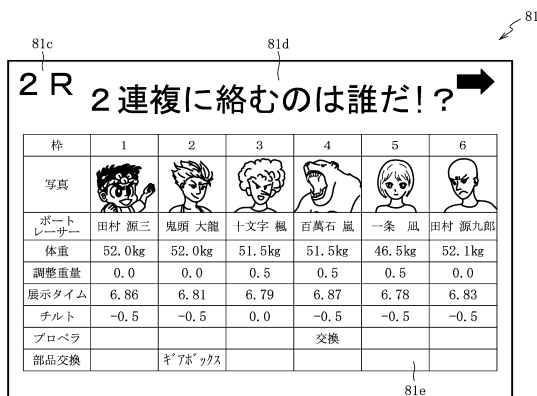 81
81c
81d
2R
2連複に絡むのは誰だ!?
枠 1 2 3 4 5 6
写真
ボートレーサー 田村 源三 鬼頭 大龍 十文字 楓 百萬石 嵐 一条 凪 田村 源九郎
体重 52.0kg 52.0kg 51.5kg 51.5kg 46.5kg 52.1kg
調整重量 0.0 0.0 0.5 0.5 0.5 0.0
展示タイム 6.86 6.81 6.79 6.87 6.78 6.83
チルト -0.5 -0.5 0.0 -0.5 -0.5 -0.5
プロペラ 交換
部品交換 ギアボックス
81e